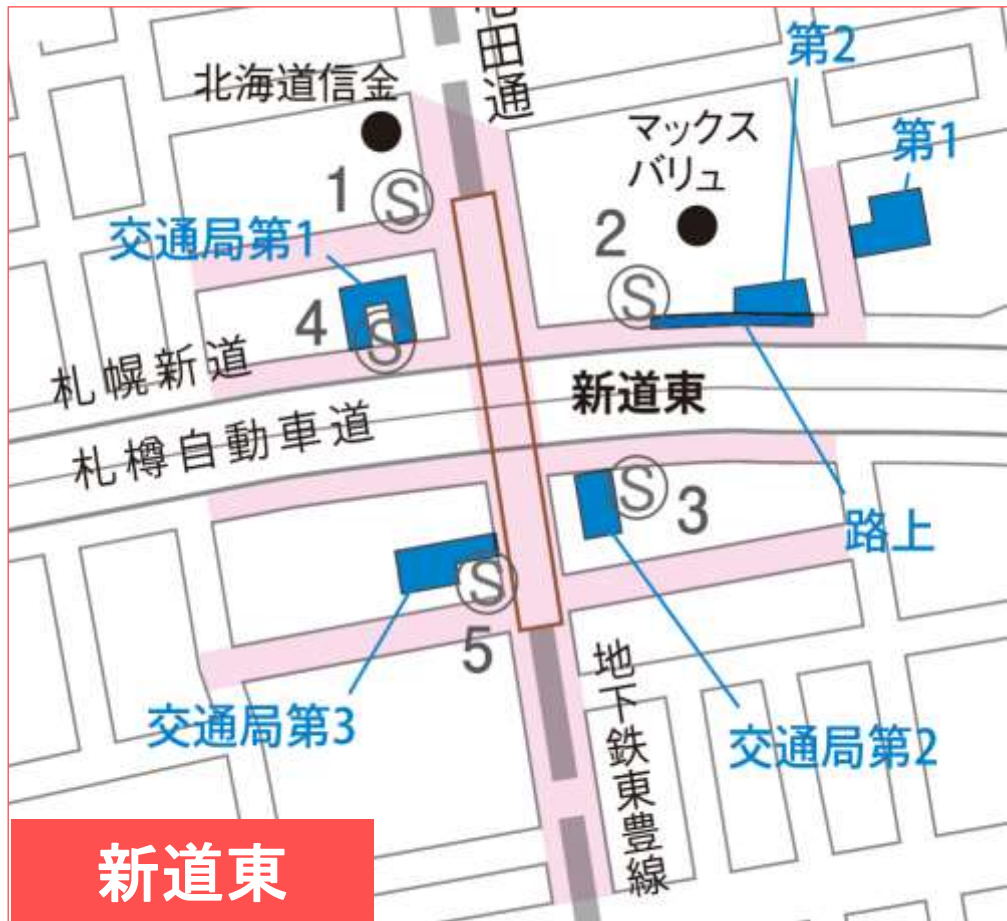 田通
第2
北海道信金
マックス
バリュ
第1
1
S
2
交通局第1
S
4
S
札幌新道
新道東
札樽自動車道
S
3
路上
S
5
地下鉄東豊線
交通局第3
交通局第2
新道東